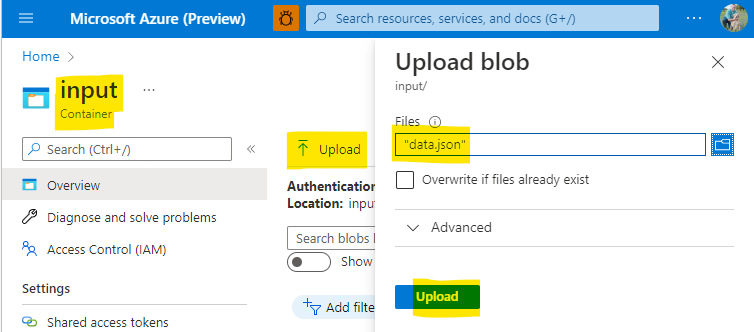 Microsoft Azure (Preview)
Search resources, services, and docs (G+/)
...
Home
input
...
Container
Search (Ctrl+/)
Overview
Diagnose and solve problems
Access Control (IAM)
Settings
Shared access tokens
Upload
Authentication
Location: input
Search blobs
Show
Add filte
Upload blob
input/
Files
"data.json"
Overwrite if files already exist
Advanced
Upload